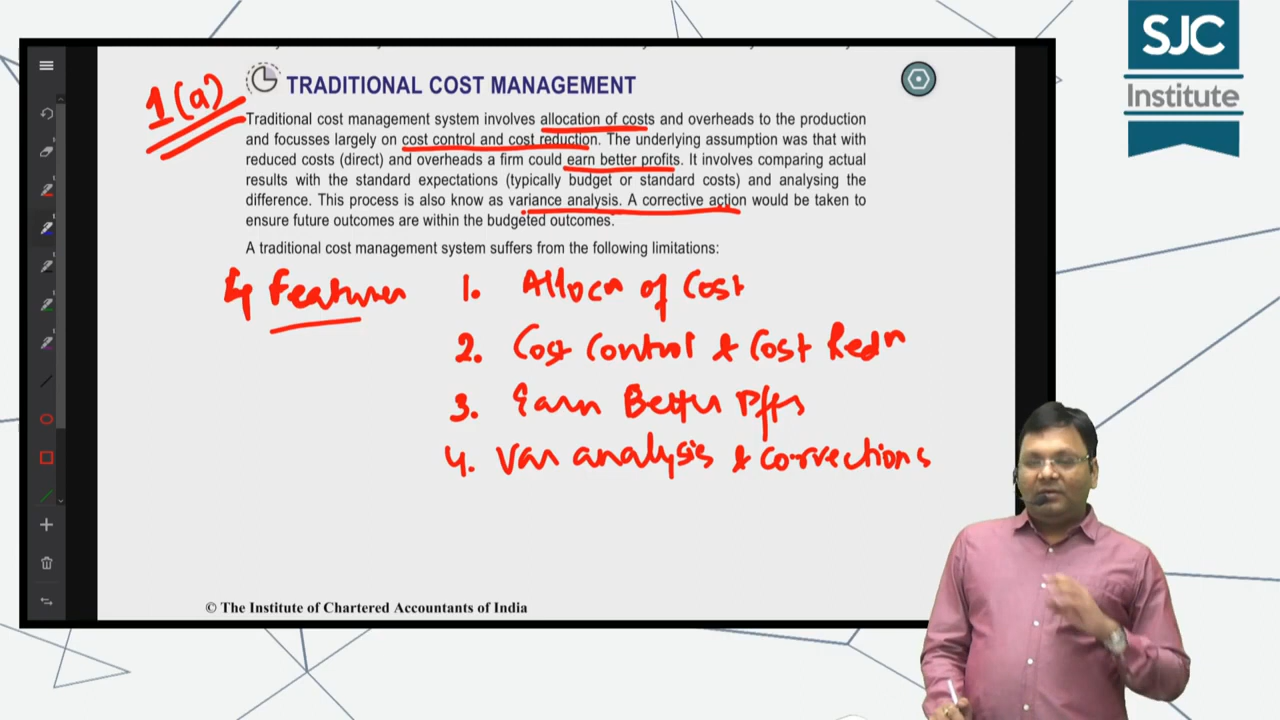 SJC
Institute
1(a)
TRADITIONAL COST MANAGEMENT
Traditional cost management system involves allocation of costs and overheads to the production
and focusses largely on cost control and cost reduction. The underlying assumption was that with
reduced costs (direct) and overheads a firm could earn better profits. It involves comparing actual
results with the standard expectations (typically budget or standard costs) and analysing the
difference. This process is also know as variance analysis. A corrective action would be taken to
ensure future outcomes are within the budgeted outcomes.
A traditional cost management system suffers from the following limitations:
4 Features
1. Allocn of Cost
2. Cost Control & Cost Redn
3. Earn Better Pffs
4. Var analysis & corrections
© The Institute of Chartered Accountants of India